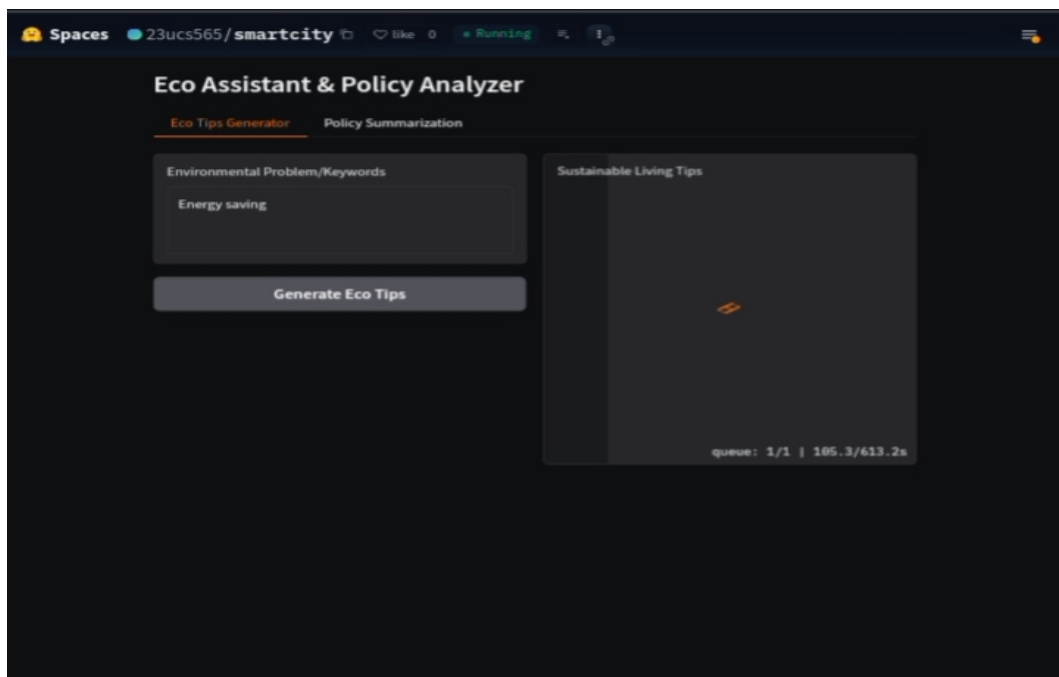 Spaces 23ucs565/smartcity like 0 Running
Eco Assistant & Policy Analyzer
Eco Tips Generator Policy Summarization
Environmental Problem/Keywords
Energy saving
Generate Eco Tips
Sustainable Living Tips
queue: 1/1 | 105.3/613.2s